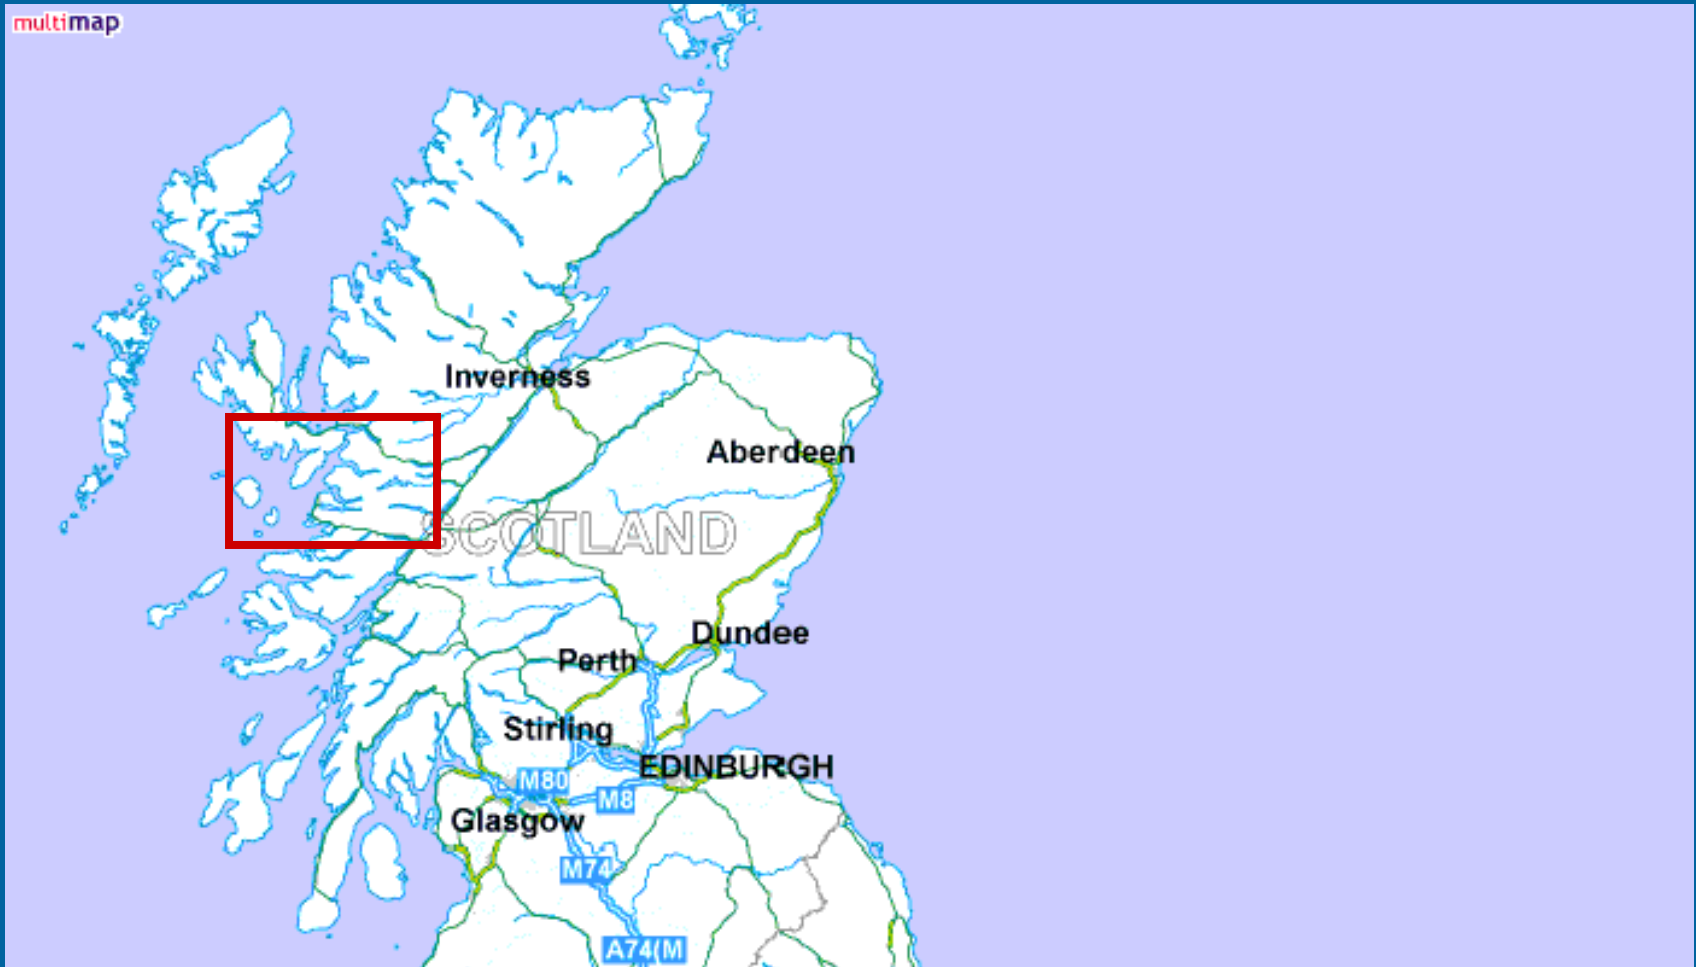 multimap
Inverness
Aberdeen
SCOTLAND
Dundee
Perth
Stirling
EDINBURGH
M80
M8
Glasgow
M74
A74(M